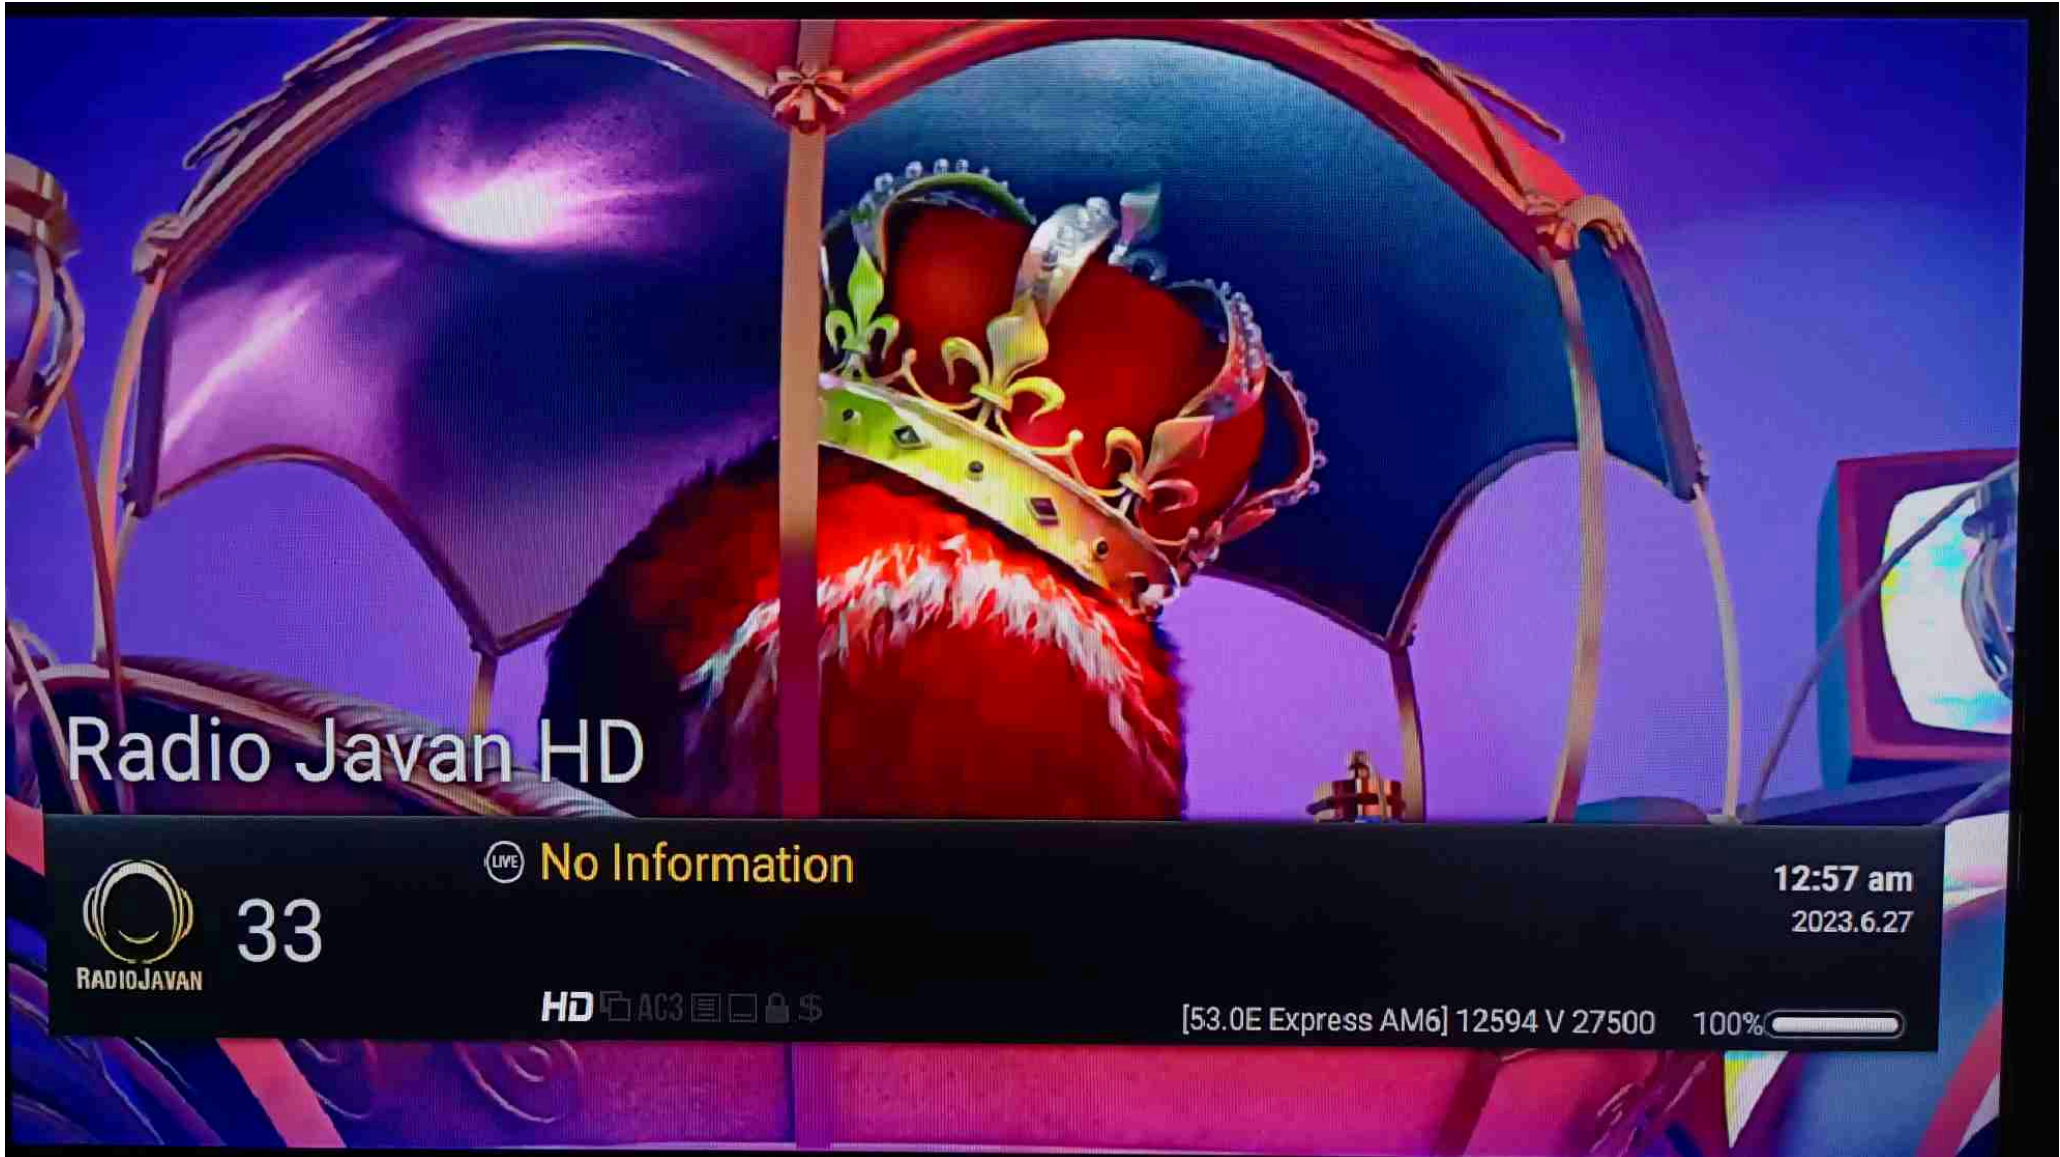 Radio Javan HD
RADIOJAVAN
33
LIVE No Information
12:57 am
2023.6.27
HD AC3 $
[53.0E Express AM6] 12594 V 27500 100%